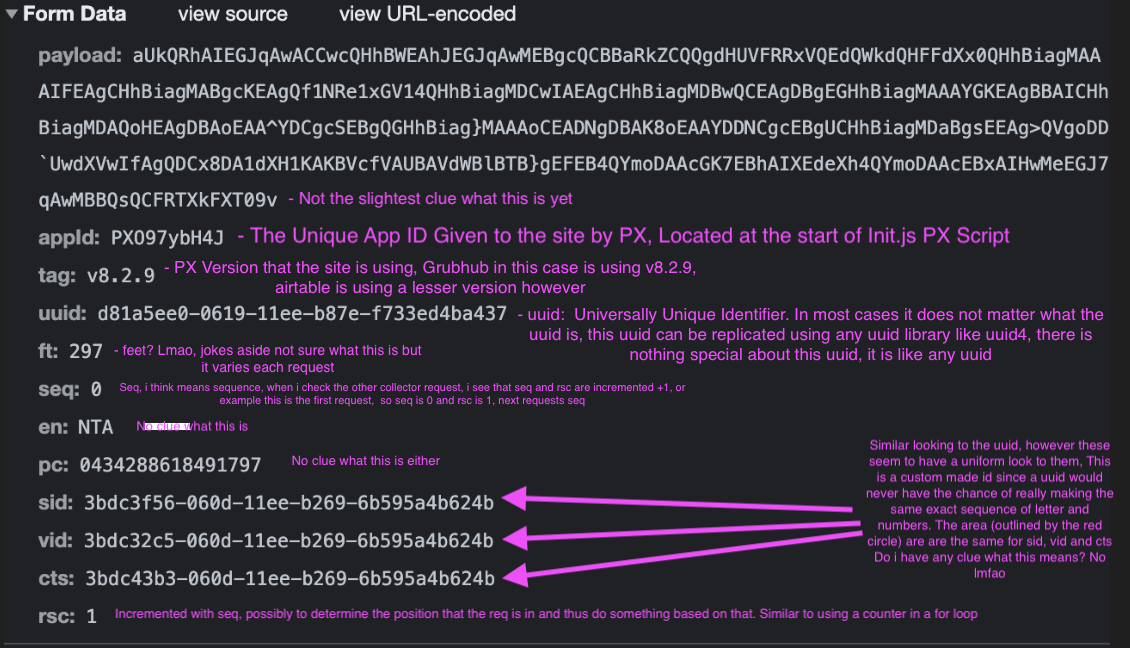 Form Data view source view URL-encoded
payload: aUkQRhAIEGJqAwACCwcQHhBWEAhJEGJqAwMEBgcQCBBaRkZCQQgdHUVFRRxVQEdQWkdQHFFdXx0QHhBiagMAA
AIFEAgCHhBiagMABgcKEAgQf1NRe1xGV14QHhBiagMDCwIAEAgCHhBiagMDBwQCEAgDBgEGHhBiagMAAAYGKEAgBBAICHh
BiagMDAQoHEAgDBAoEAA^YDCgcSEBgQGHhBiag}MAAAoCEADNgDBAK8oEAAYDDNCgcEBgUCHhBiagMDaBgsEEAg>QVgoDD
`UwdXVwIfAgQDCx8DA1dXH1KAKBVcfVAUBAVdWBlBTB}gEFEB4QYmoDAAcGK7EBhAIXEdeXh4QYmoDAAcEBxAIHwMeEGJ7
qAwMBBQsQCFRTXkFXT09v - Not the slightest clue what this is yet
appId: PXO97ybH4J - The Unique App ID Given to the site by PX, Located at the start of Init.js PX Script
tag: v8.2.9 - PX Version that the site is using, Grubhub in this case is using v8.2.9,
airtable is using a lesser version however
uuid: d81a5ee0-0619-11ee-b87e-f733ed4ba437 - uuid: Universally Unique Identifier. In most cases it does not matter what the
uuid is, this uuid can be replicated using any uuid library like uuid4, there is
nothing special about this uuid, it is like any uuid
ft: 297 - feet? Lmao, jokes aside not sure what this is but
it varies each request
seq: 0 Seq, i think means sequence, when i check the other collector request, i see that seq and rsc are incremented +1, or
example this is the first request, so seq is 0 and rsc is 1, next requests seq
en: NTA No clue what this is
pc: 0434288618491797 No clue what this is either
sid: 3bdc3f56-060d-11ee-b269-6b595a4b624b
vid: 3bdc32c5-060d-11ee-b269-6b595a4b624b
cts: 3bdc43b3-060d-11ee-b269-6b595a4b624b
Similar looking to the uuid, however these
seem to have a uniform look to them, This
is a custom made id since a uuid would
never have the chance of really making the
same exact sequence of letter and
numbers. The area (outlined by the red
circle) are are the same for sid, vid and cts
Do i have any clue what this means? No
lmfao
rsc: 1 Incremented with seq, possibly to determine the position that the req is in and thus do something based on that. Similar to using a counter in a for loop